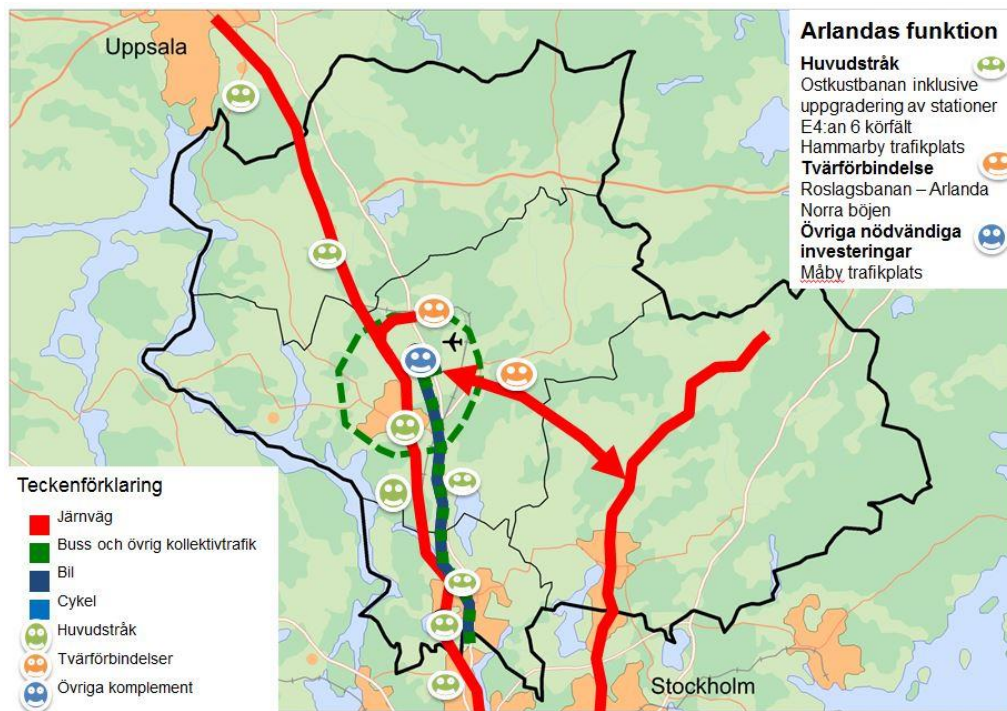 Uppsala
Arlandas funktion
Huvudstråk
Ostkustbanan inklusive
uppgradering av stationer
E4:an 6 körfält
Hammarby trafikplats
Tvärförbindelse
Roslagsbanan – Arlanda
Norra böjen
Övriga nödvändiga
investeringar
Måby trafikplats
Teckenförklaring
Järnväg
Buss och övrig kollektivtrafik
Bil
Cykel
Huvudstråk
Tvärförbindelser
Övriga komplement
Stockholm